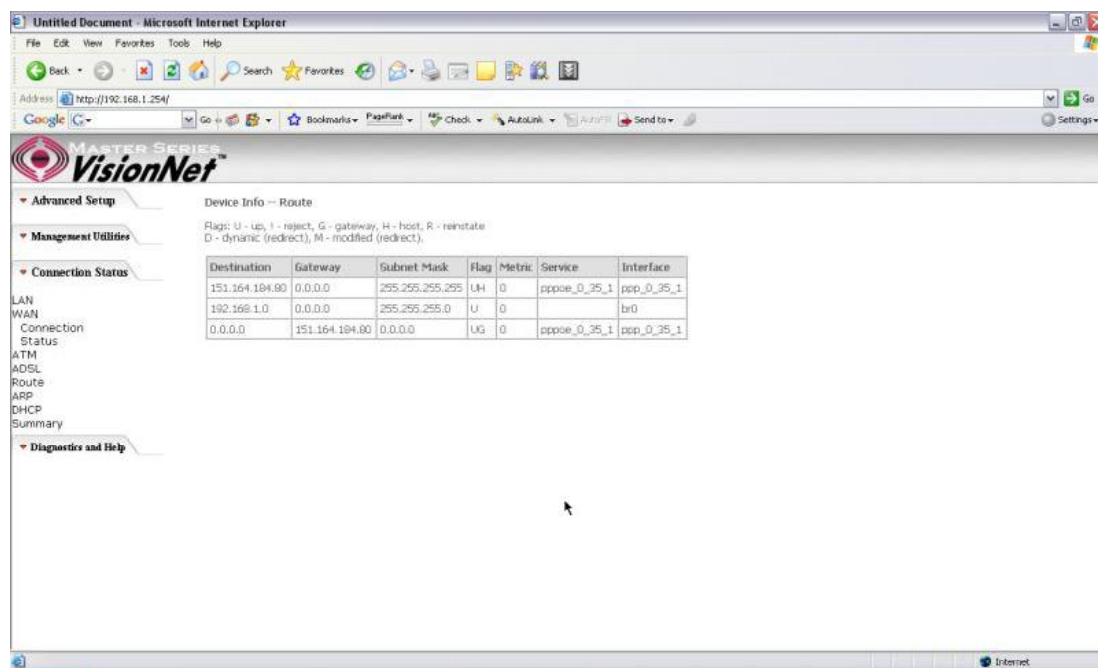 Untitled Document - Microsoft Internet Explorer
File Edit View Favorites Tools Help
Back Search Favorites
Address http://192.168.1.254/ Go
Google G Go Bookmarks PageRank Check AutoLink AutoFill Send to Settings
MASTER SERIES
VisionNet™
Advanced Setup
Management Utilities
Connection Status
LAN
WAN
Connection
Status
ATM
ADSL
Route
ARP
DHCP
Summary
Diagnostics and Help
Device Info -- Route
Flags: U - up, ! - reject, G - gateway, H - host, R - reinstate
D - dynamic (redirect), M - modified (redirect).
Destination Gateway Subnet Mask Flag Metric Service Interface
151.164.184.80 0.0.0.0 255.255.255.255 UH 0 pppoe_0_35_1 ppp_0_35_1
192.168.1.0 0.0.0.0 255.255.255.0 U 0 br0
0.0.0.0 151.164.184.80 0.0.0.0 UG 0 pppoe_0_35_1 ppp_0_35_1
Internet